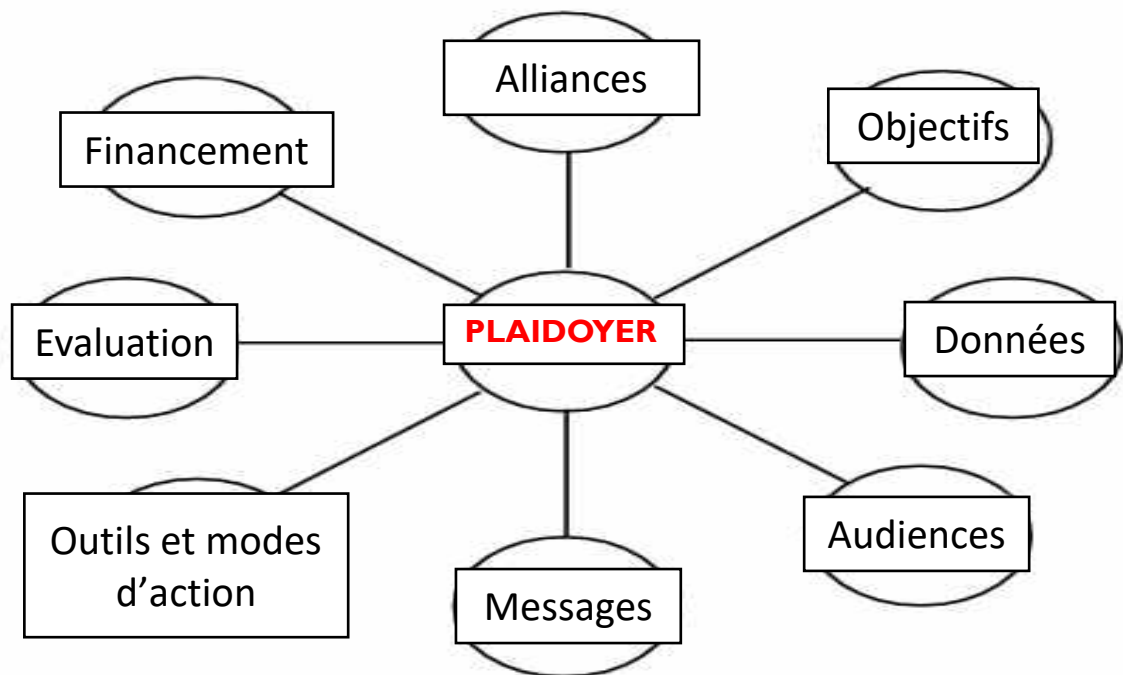 Alliances
Objectifs
Financement
PLAIDOYER
Evaluation
Données
Outils et modes
d’action
Audiences
Messages